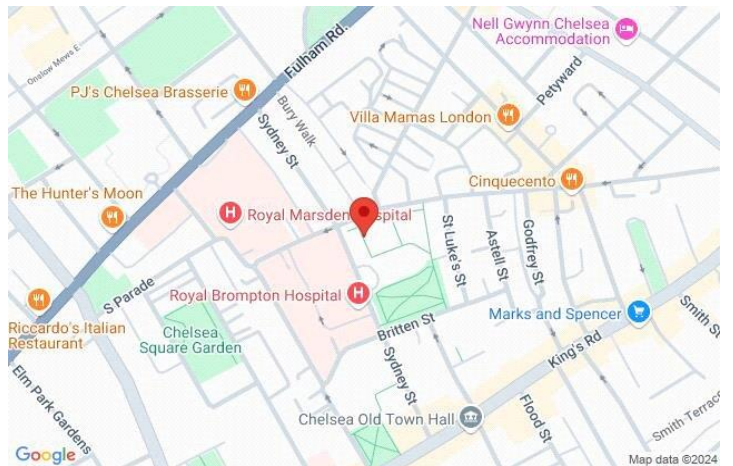 Nell Gwynn Chelsea
Accommodation
Onslow Mews E
Fulham Rd.
PJ's Chelsea Brasserie
Bury Walk
Sydney St
Petyward
Villa Mamas London
Cinquecento
The Hunter's Moon
H
Royal Marsden Hospital
St Luke's St
Astell St
Godfrey St
S Parade
Royal Brompton Hospital
H
Marks and Spencer
Smith St
Riccardo's Italian
Restaurant
Chelsea
Square Garden
Britten St
King's Rd
Elm Park Gardens
Sydney St
Chelsea Old Town Hall
Flood St
Smith Terrace
Google
Map data ©2024